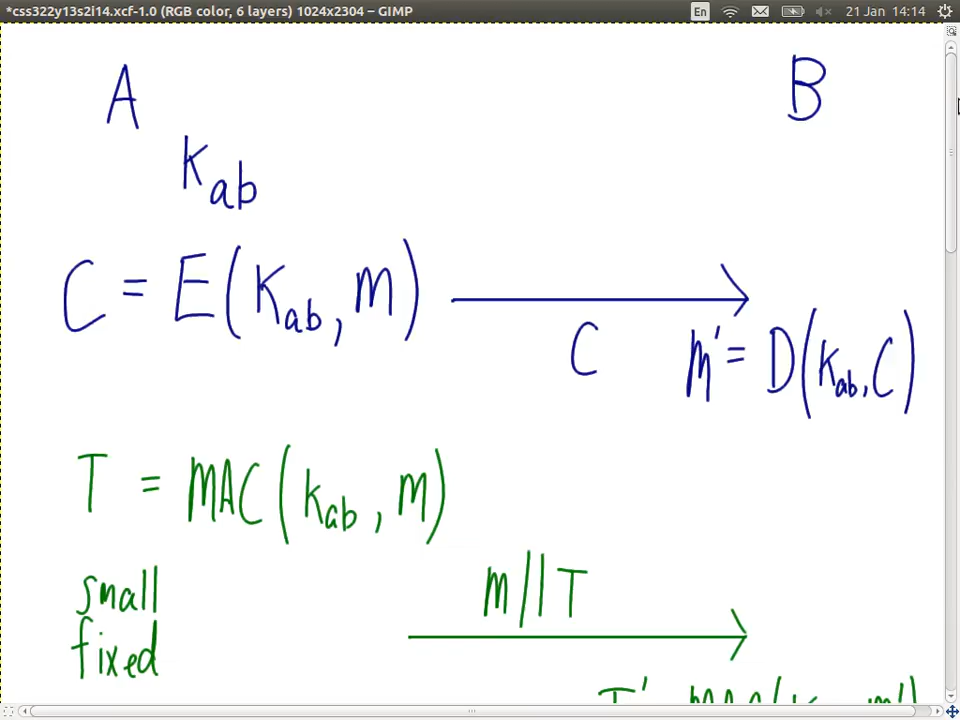 *css322y13s2i14.xcf-1.0 (RGB color, 6 layers) 1024x2304 – GIMP
En
21 Jan 14:14
A
B
Kab
C = E(Kab, M)
C
M' = D(Kab, C)
T = MAC(Kab, M)
small
fixed
M||T